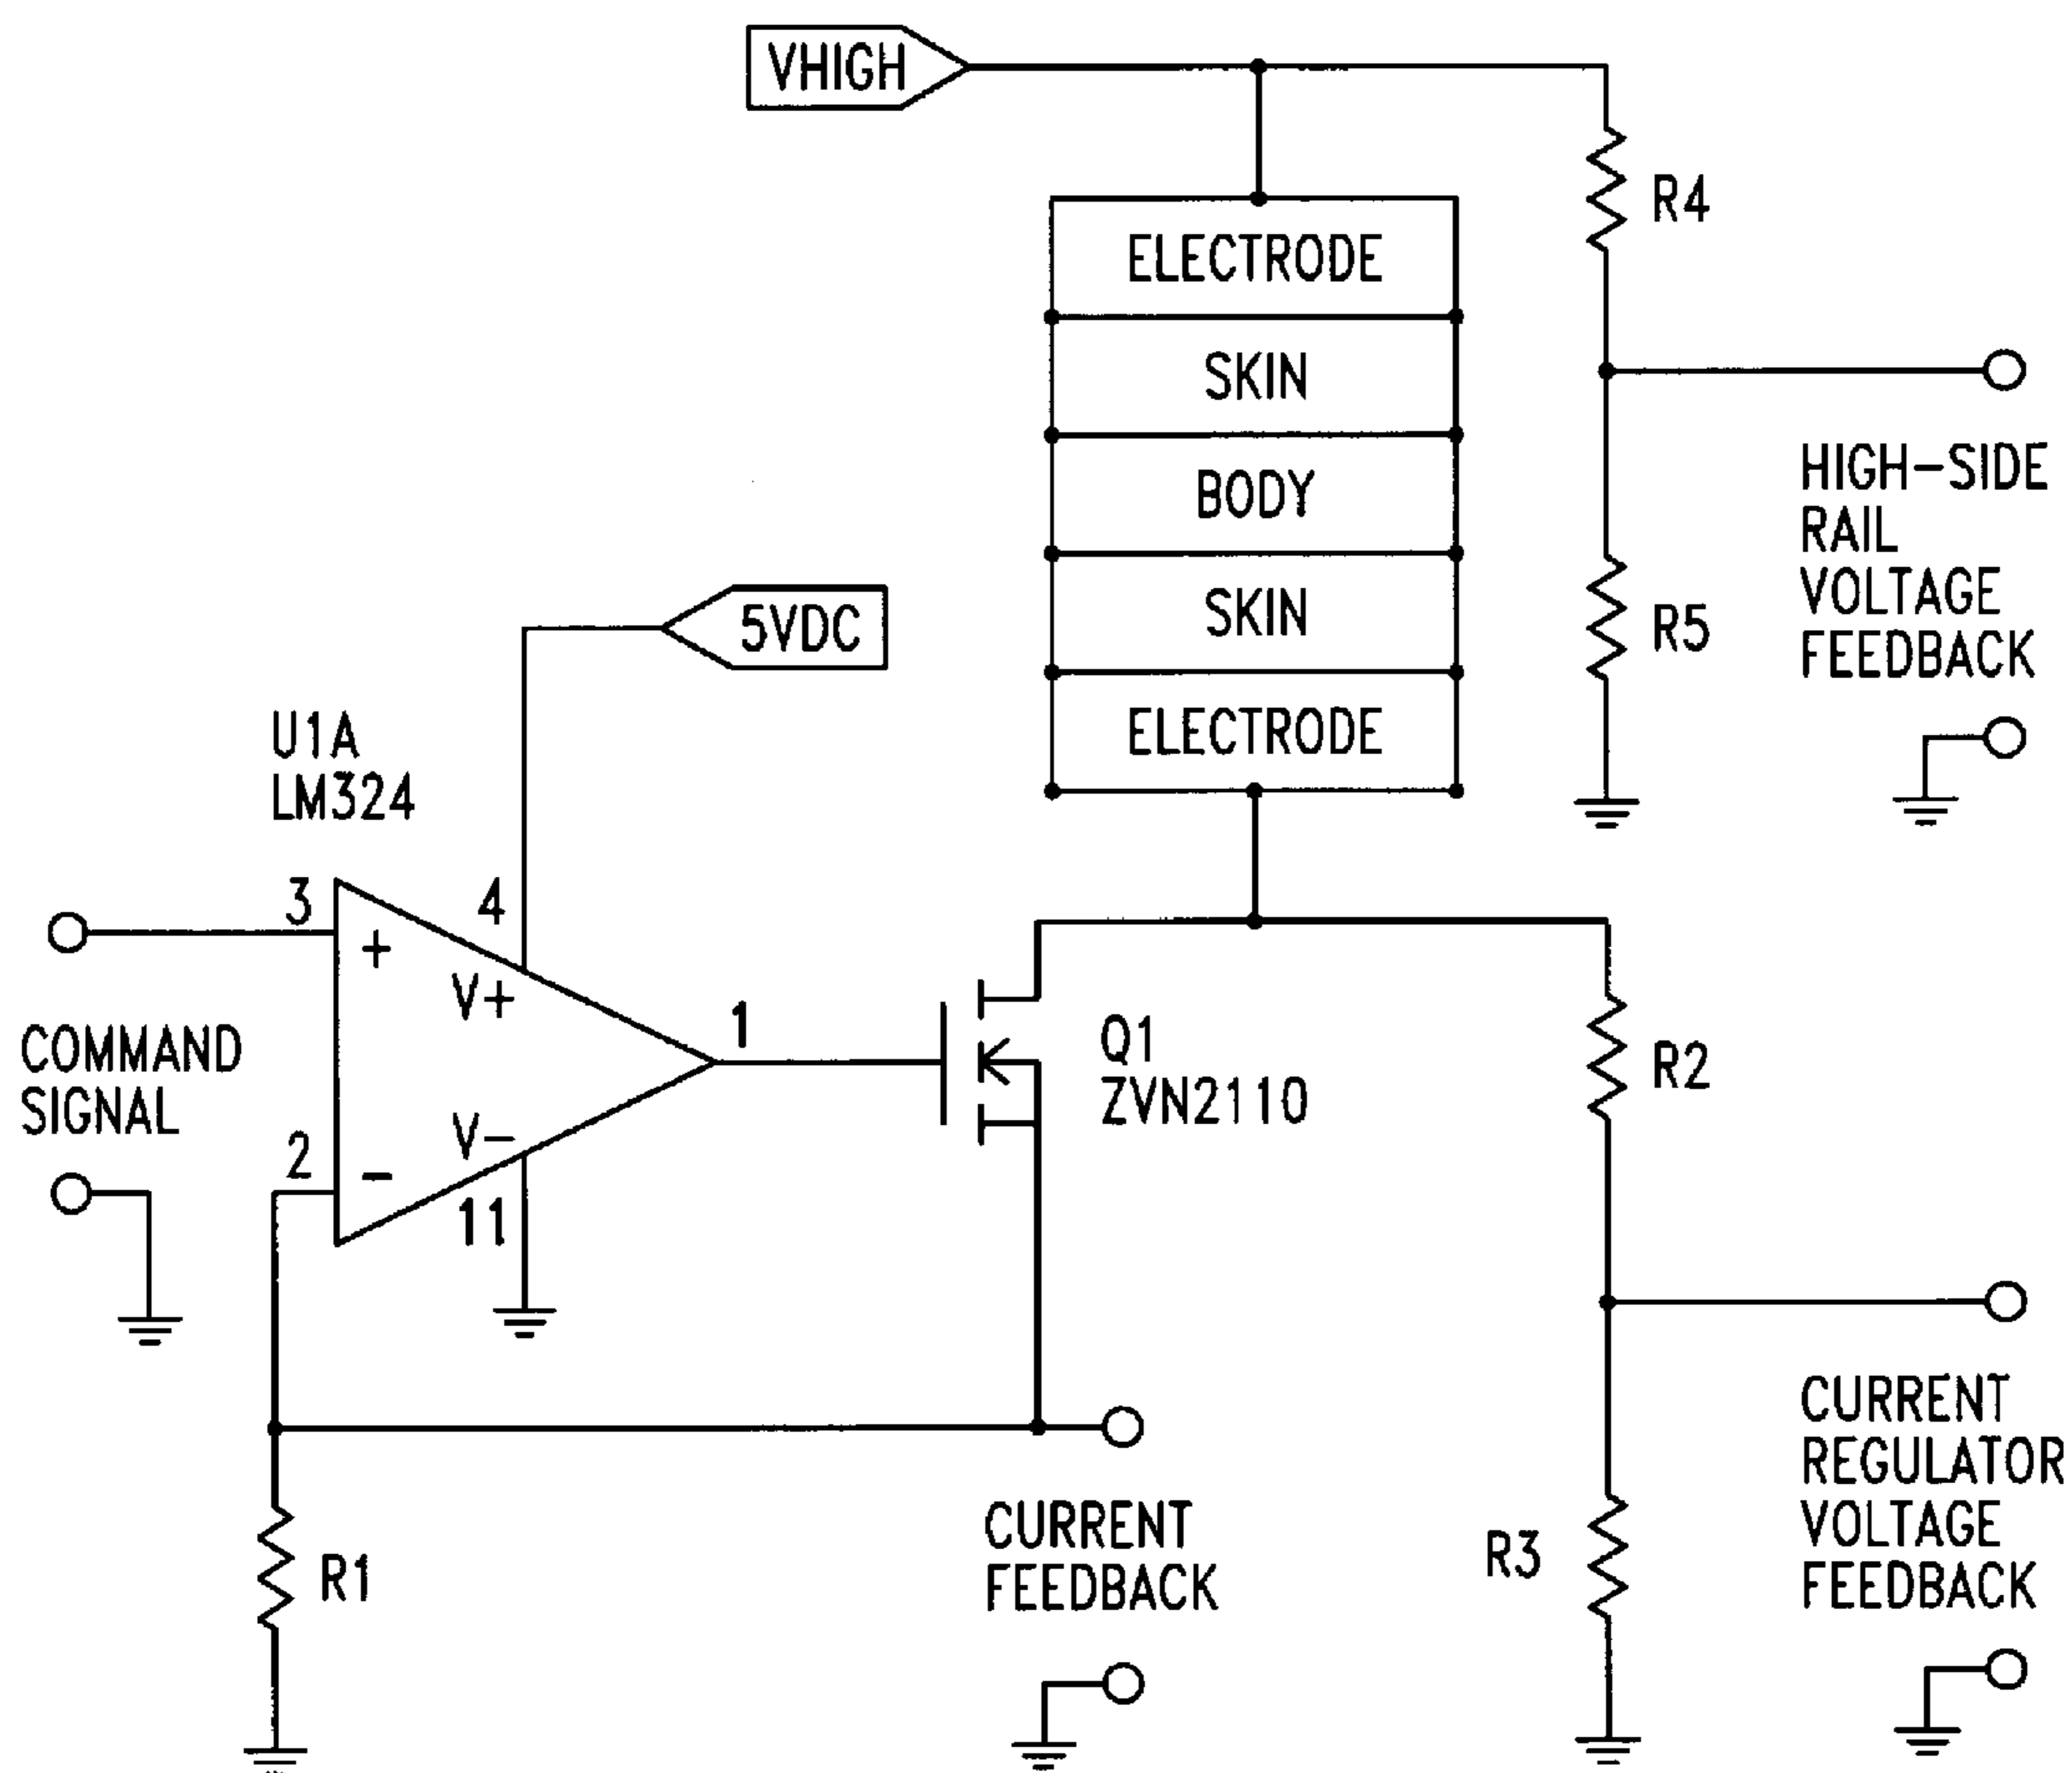 VHIGH
R4
ELECTRODE
SKIN
BODY
SKIN
ELECTRODE
HIGH-SIDE
RAIL
VOLTAGE
FEEDBACK
R5
5VDC
U1A
LM324
3
4
+
V+
1
COMMAND
SIGNAL
Q1
ZVN2110
R2
2
V-
-
11
CURRENT
REGULATOR
VOLTAGE
FEEDBACK
CURRENT
FEEDBACK
R3
R1